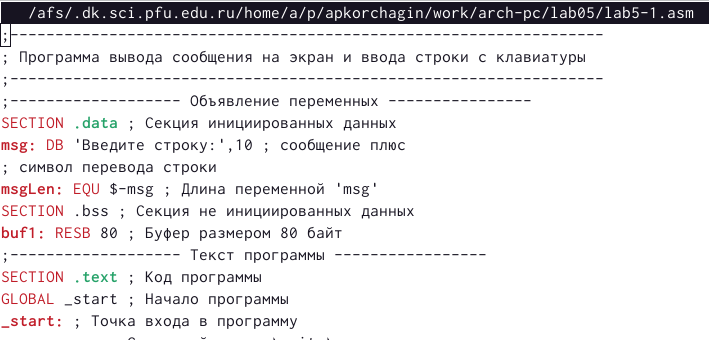 /afs/.dk.sci.pfu.edu.ru/home/a/p/apkorchagin/work/arch-pc/lab05/lab5-1.asm
;------------------------------------------------------------------
; Программа вывода сообщения на экран и ввода строки с клавиатуры
;------------------------------------------------------------------
;------------------- Объявление переменных ----------------
SECTION .data ; Секция инициированных данных
msg: DB 'Введите строку:',10 ; сообщение плюс
; символ перевода строки
msgLen: EQU $-msg ; Длина переменной 'msg'
SECTION .bss ; Секция не инициированных данных
buf1: RESB 80 ; Буфер размером 80 байт
;------------------- Текст программы -----------------
SECTION .text ; Код программы
GLOBAL _start ; Начало программы
_start: ; Точка входа в программу